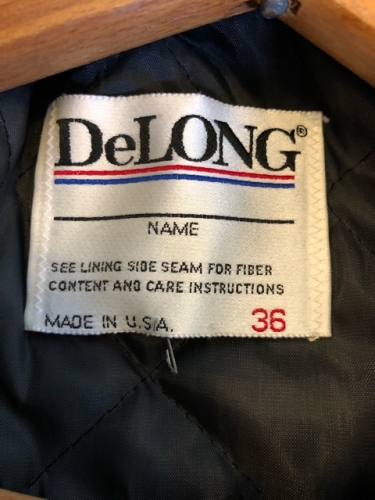 DeLONG®
NAME
SEE LINING SIDE SEAM FOR FIBER
CONTENT AND CARE INSTRUCTIONS
MADE IN U.S.A. 36